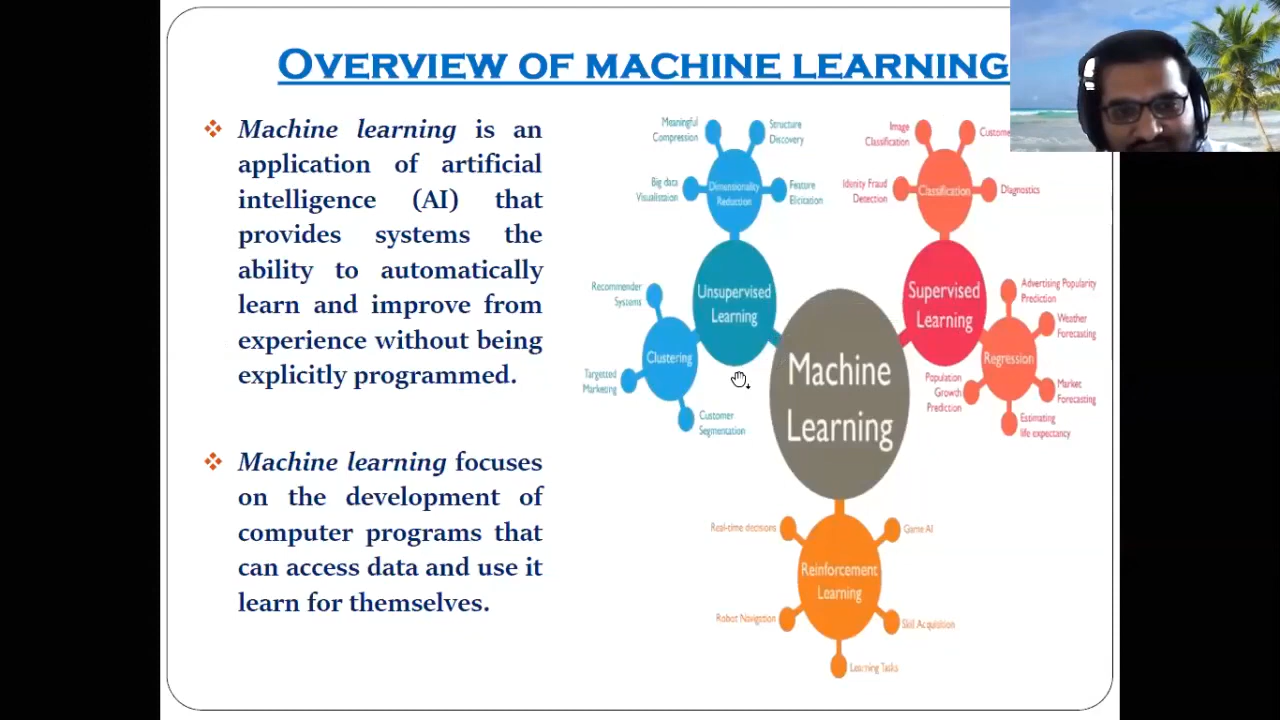 OVERVIEW OF MACHINE LEARNING
Machine learning is an
application of artificial
intelligence (AI) that
provides systems the
ability to automatically
learn and improve from
experience without being
explicitly programmed.
Machine learning focuses
on the development of
computer programs that
can access data and use it
learn for themselves.
Meaningful
Compression
Structure
Discovery
Big data
Visualistaion
Dimensionality
Reduction
Feature
Elicitation
Unsupervised
Learning
Recommender
Systems
Clustering
Targetted
Marketing
Customer
Segmentation
Image
Classification
Idenity Fraud
Detection
Classification
Diagnostics
Supervised
Learning
Advertising Popularity
Prediction
Weather
Forecasting
Regression
Population
Growth
Prediction
Market
Forecasting
Estimating
life expectancy
Machine
Learning
Real-time decisions
Game AI
Reinforcement
Learning
Robot Navigation
Skill Acquisition
Learning Tasks